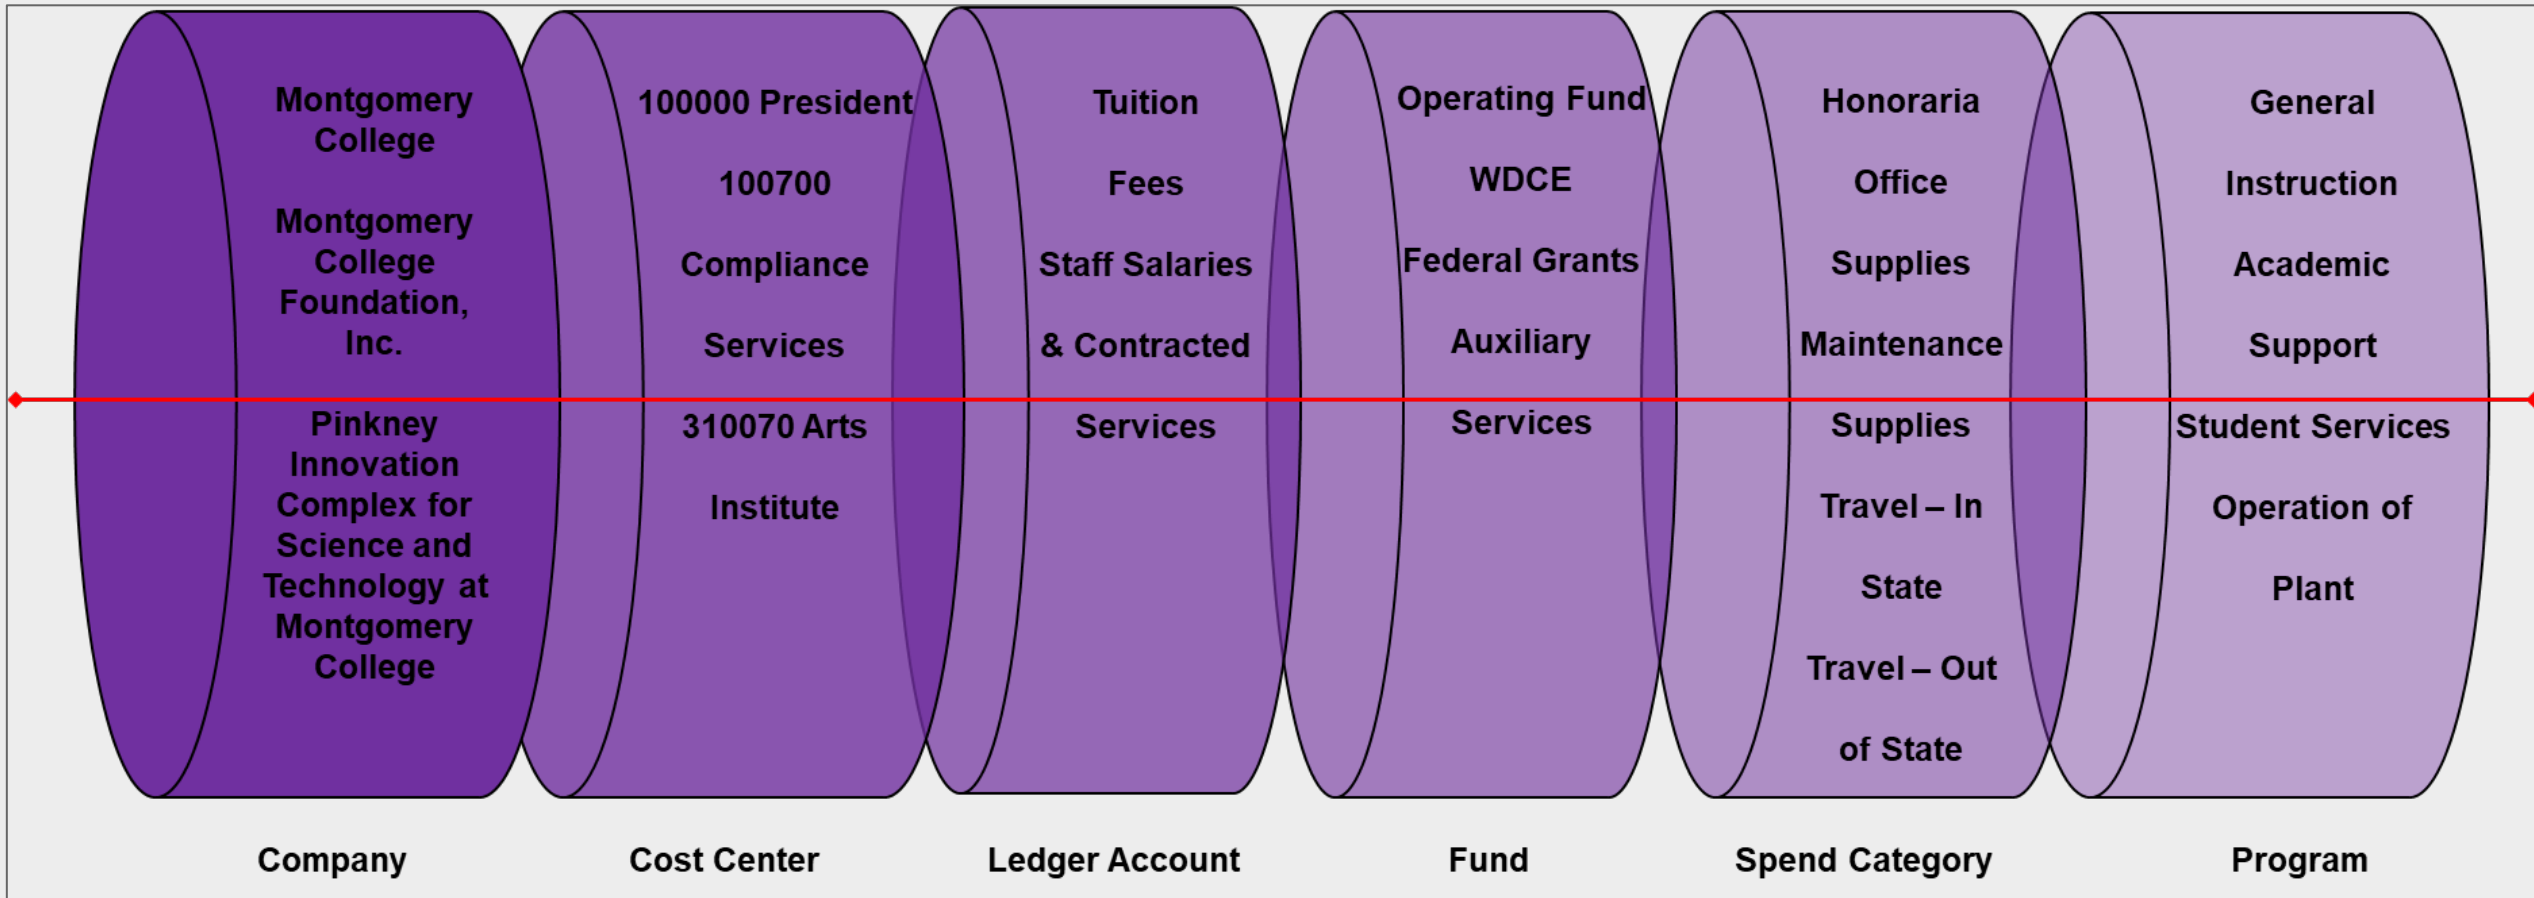 Montgomery
College
Montgomery
College
Foundation,
Inc.
Pinkney
Innovation
Complex for
Science and
Technology at
Montgomery
College
100000 President
100700
Compliance
Services
310070 Arts
Institute
Tuition
Fees
Staff Salaries
& Contracted
Services
Operating Fund
WDCE
Federal Grants
Auxiliary
Services
Honoraria
Office
Supplies
Maintenance
Supplies
Travel – In
State
Travel – Out
of State
General
Instruction
Academic
Support
Student Services
Operation of
Plant
Company
Cost Center
Ledger Account
Fund
Spend Category
Program